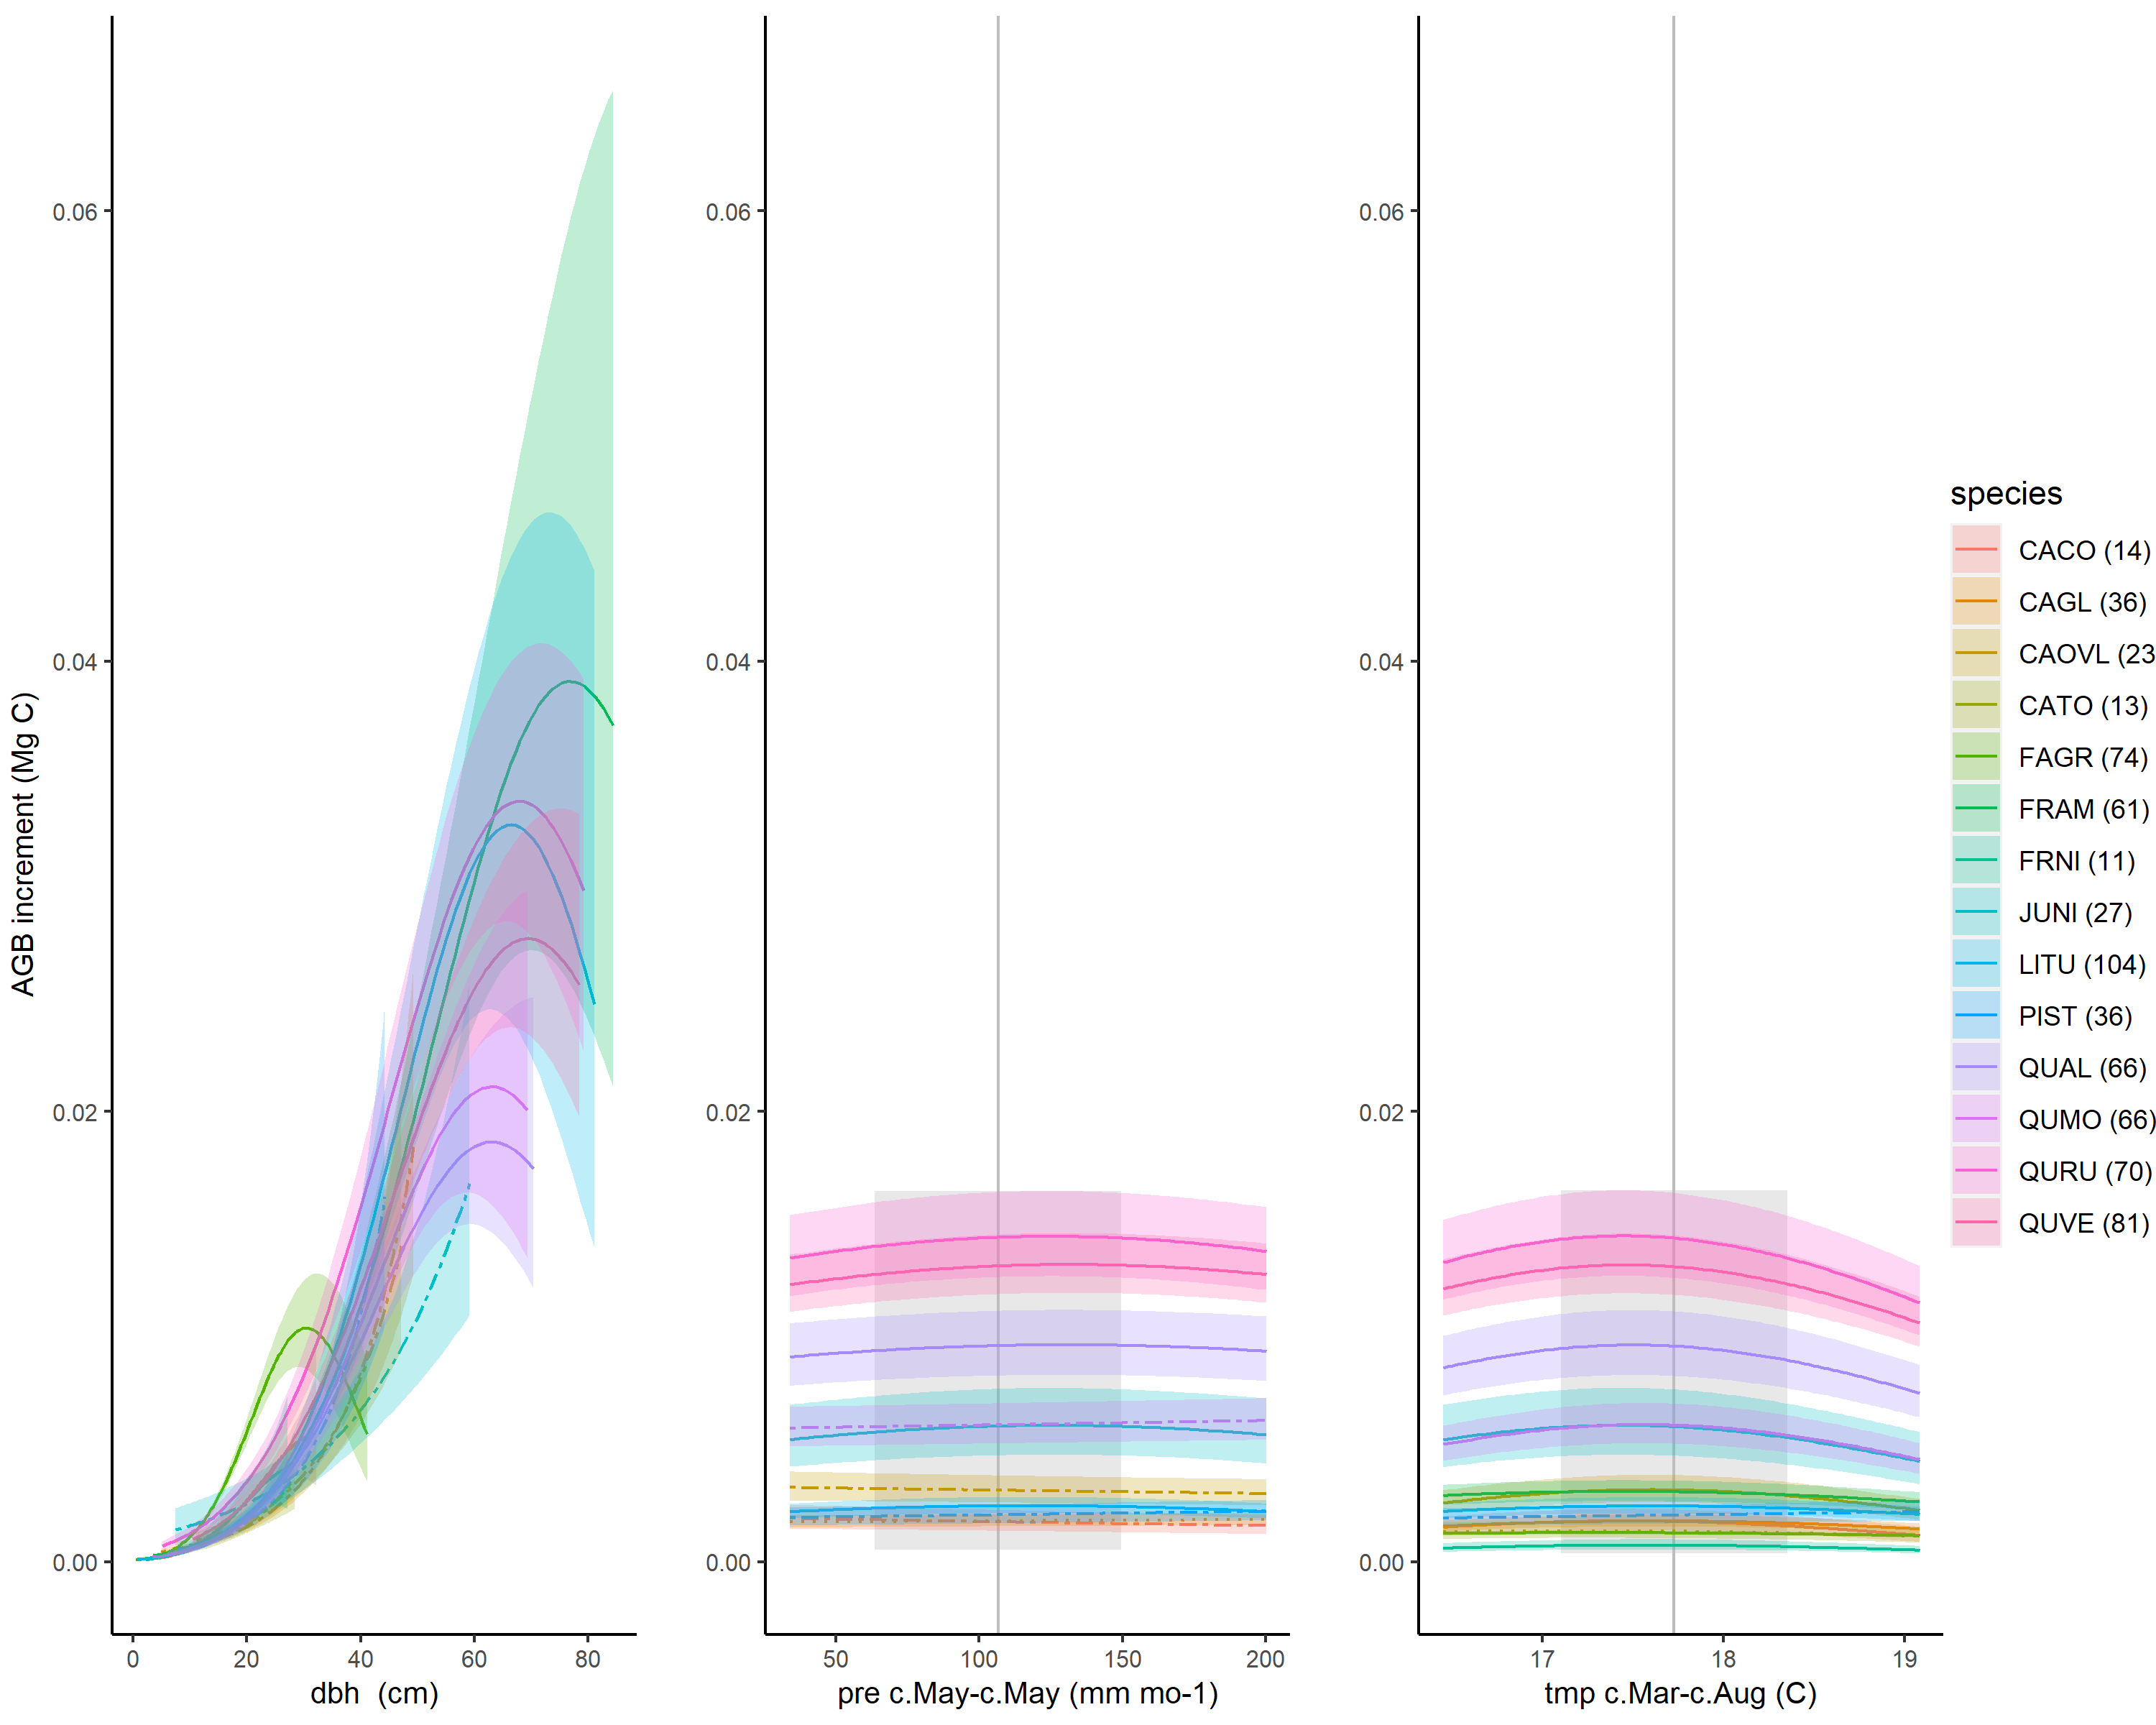 AGB increment (Mg C)
0.06
0.04
0.02
0.00
0 20 40 60 80
dbh  (cm)
0.06
0.04
0.02
0.00
50 100 150 200
pre c.May-c.May (mm mo-1)
0.06
0.04
0.02
0.00
17 18 19
tmp c.Mar-c.Aug (C)
species
CACO (14)
CAGL (36)
CAOVL (23
CATO (13)
FAGR (74)
FRAM (61)
FRNI (11)
JUNI (27)
LITU (104)
PIST (36)
QUAL (66)
QUMO (66)
QURU (70)
QUVE (81)